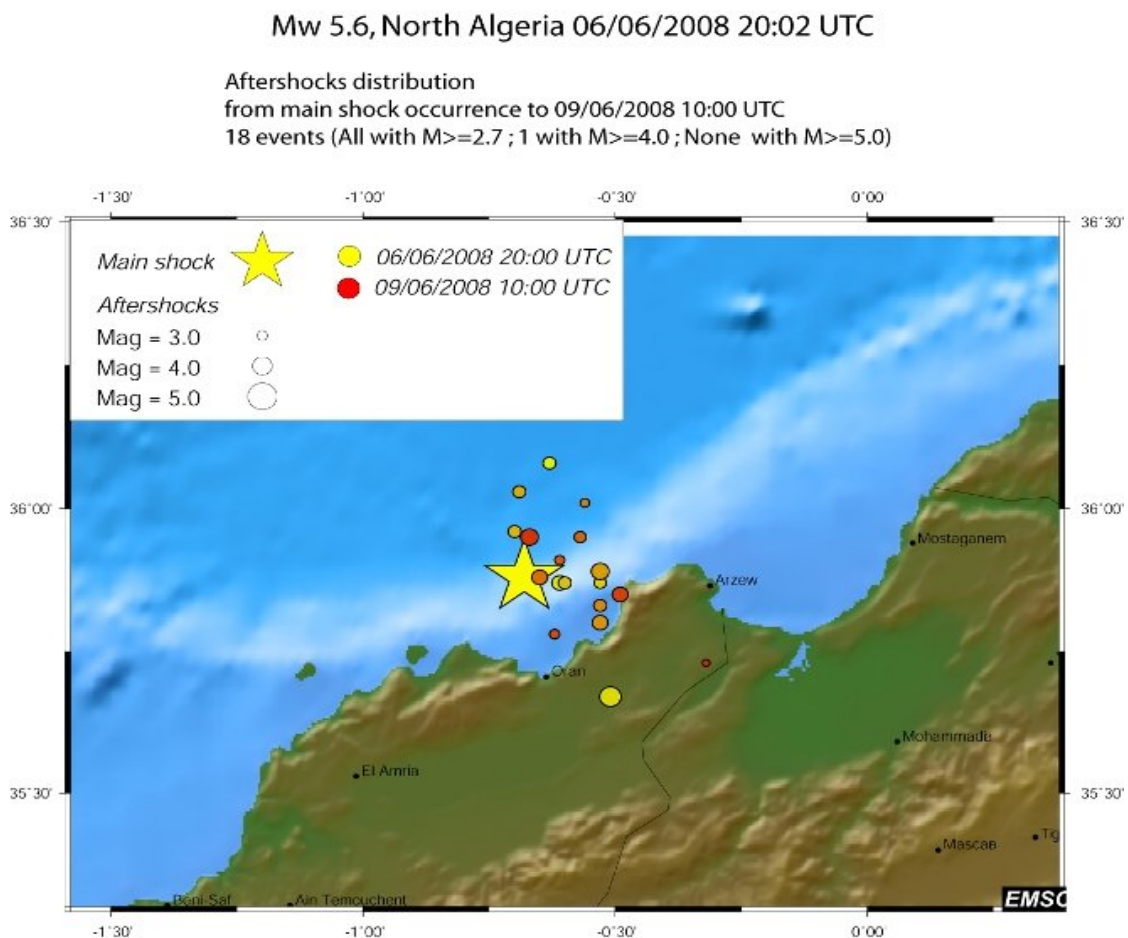 Mw 5.6, North Algeria 06/06/2008 20:02 UTC
Aftershocks distribution
from main shock occurrence to 09/06/2008 10:00 UTC
18 events (All with M>=2.7 ; 1 with M>=4.0 ; None with M>=5.0)
-1˚30' -1˚00' -0˚30' 0˚00'
36˚30' 36˚30'
Main shock 06/06/2008 20:00 UTC
09/06/2008 10:00 UTC
Aftershocks
Mag = 3.0
Mag = 4.0
Mag = 5.0
36˚00' 36˚00'
Mostaganem
Arzew
Oran
Mohammadia
El Amria
35˚30' 35˚30'
Mascaa
Tig
Beni-Saf Ain Temouchent
EMSC
-1˚30' -1˚00' -0˚30' 0˚00'